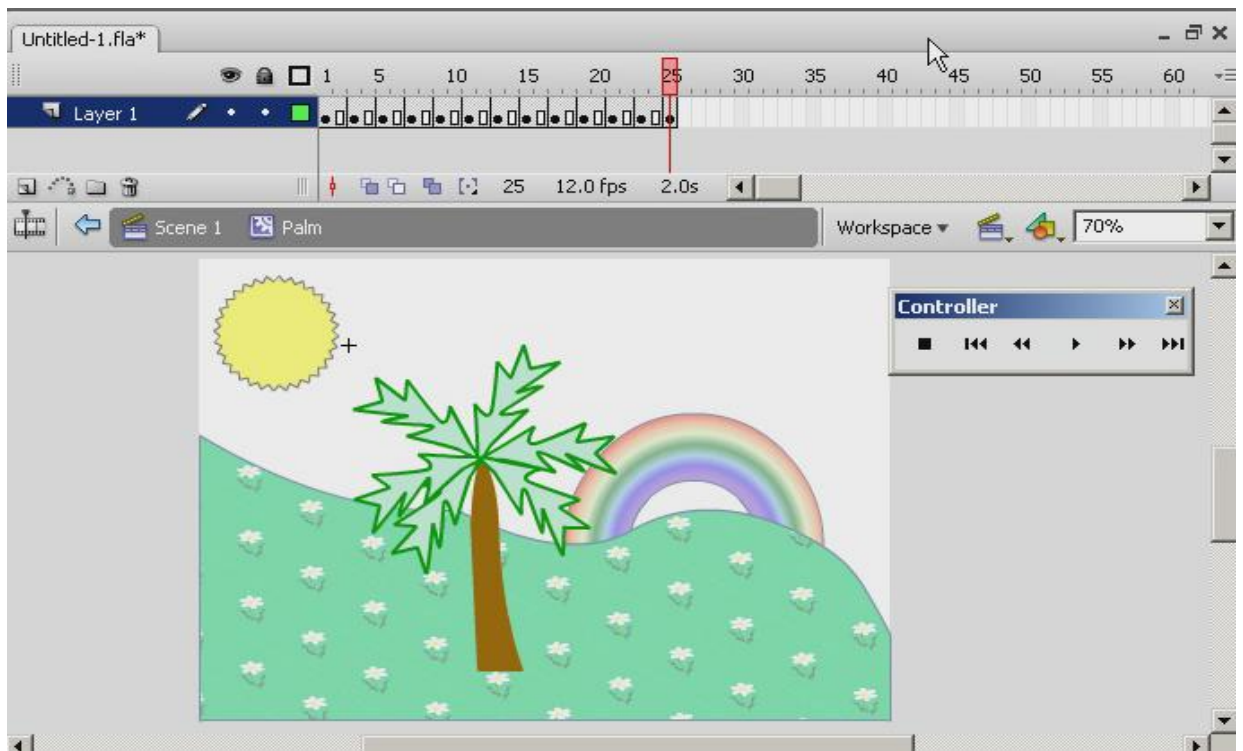 Untitled-1.fla*
1 5 10 15 20 25 30 35 40 45 50 55 60
Layer 1
25 12.0 fps 2.0s
Scene 1 Palm Workspace 70%
Controller